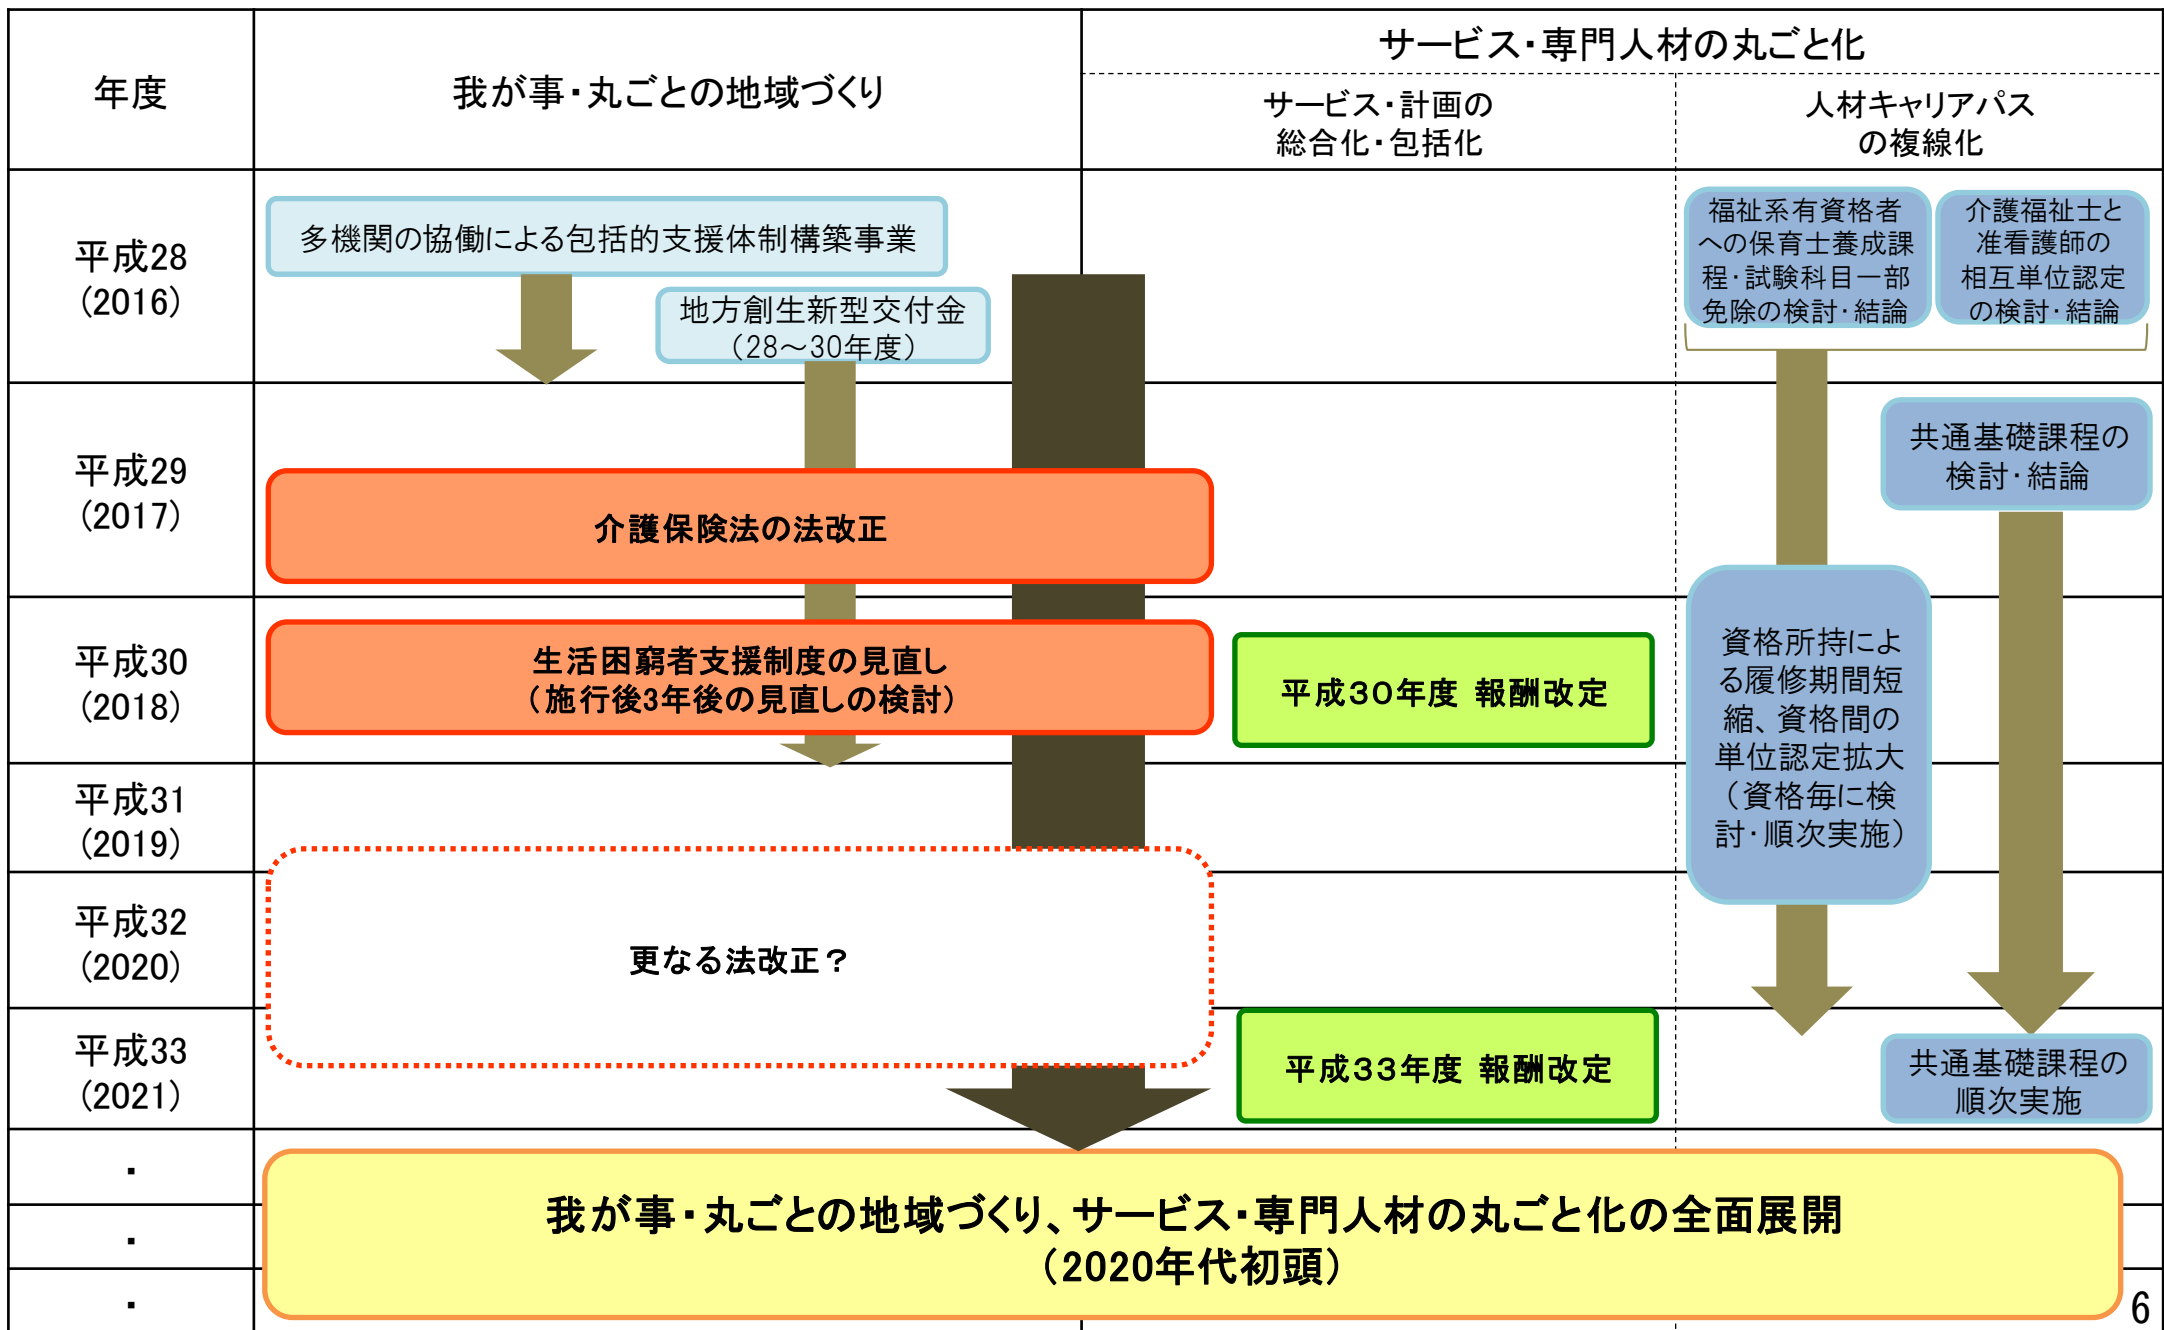 年度
我が事・丸ごとの地域づくり
サービス・専門人材の丸ごと化
サービス・計画の
総合化・包括化
人材キャリアパス
の複線化
平成28
(2016)
多機関の協働による包括的支援体制構築事業
地方創生新型交付金
(28～30年度)
福祉系有資格者
への保育士養成課
程・試験科目一部
免除の検討・結論
介護福祉士と
准看護師の
相互単位認定
の検討・結論
平成29
(2017)
介護保険法の法改正
共通基礎課程の
検討・結論
平成30
(2018)
生活困窮者支援制度の見直し
(施行後3年後の見直しの検討)
平成30年度 報酬改定
資格所持によ
る履修期間短
縮、資格間の
単位認定拡大
（資格毎に検
討・順次実施）
平成31
(2019)
平成32
(2020)
更なる法改正？
平成33
(2021)
平成33年度 報酬改定
共通基礎課程の
順次実施
・
・
・
我が事・丸ごとの地域づくり、サービス・専門人材の丸ごと化の全面展開
(2020年代初頭)
6